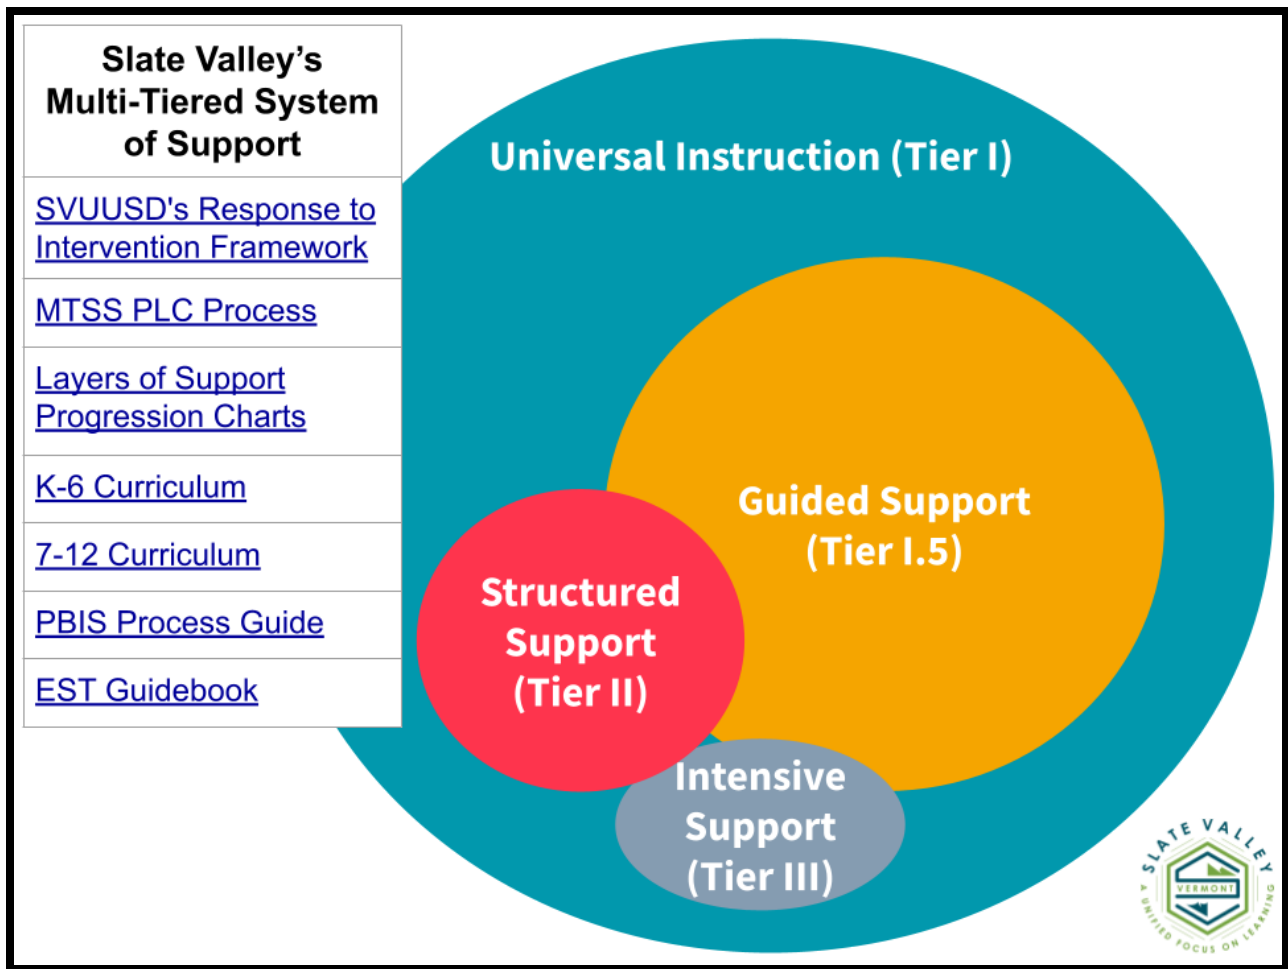 Slate Valley's
Multi-Tiered System
of Support
SVUUSD's Response to
Intervention Framework
MTSS PLC Process
Layers of Support
Progression Charts
K-6 Curriculum
7-12 Curriculum
PBIS Process Guide
EST Guidebook
Universal Instruction (Tier I)
Guided Support
(Tier I.5)
Structured
Support
(Tier II)
Intensive
Support
(Tier III)
SLATE VALLEY
VERMONT
A UNIFIED FOCUS ON LEARNING